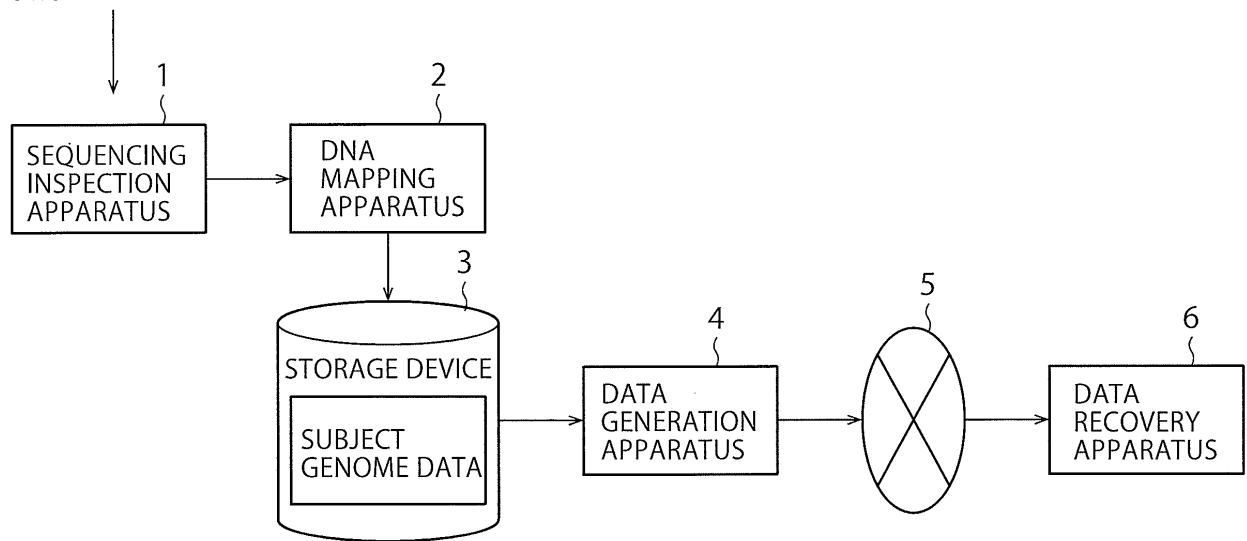 1
SEQUENCING
INSPECTION
APPARATUS
2
DNA
MAPPING
APPARATUS
3
STORAGE DEVICE
SUBJECT
GENOME DATA
4
DATA
GENERATION
APPARATUS
5
6
DATA
RECOVERY
APPARATUS